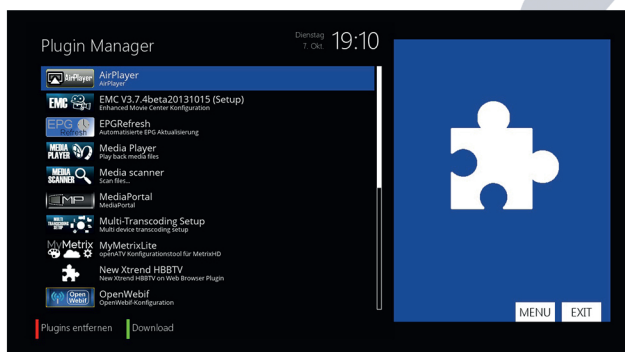 Plugin Manager
Dienstag
7. Okt.
19:10
AirPlayer
AirPlayer
AirPlayer
EMC
EMC V3.7.4beta20131015 (Setup)
Enhanced Movie Center Konfiguration
EPG
Refresh
EPGRefresh
Automatisierte EPG Aktualisierung
MEDIA
PLAYER
Media Player
Play back media files
MEDIA
SCANNER
Media scanner
Scan files...
MP
MediaPortal
MediaPortal
Multi-Transcoding Setup
Multi device transcoding setup
MyMetrix
MyMetrixLite
openATV Konfigurationstool für MetrixHD
New Xtrend HBBTV
New Xtrend HBBTV on Web Browser Plugin
Open
Webif
OpenWebif
OpenWebif-Konfiguration
MENU
EXIT
Plugins entfernen
Download